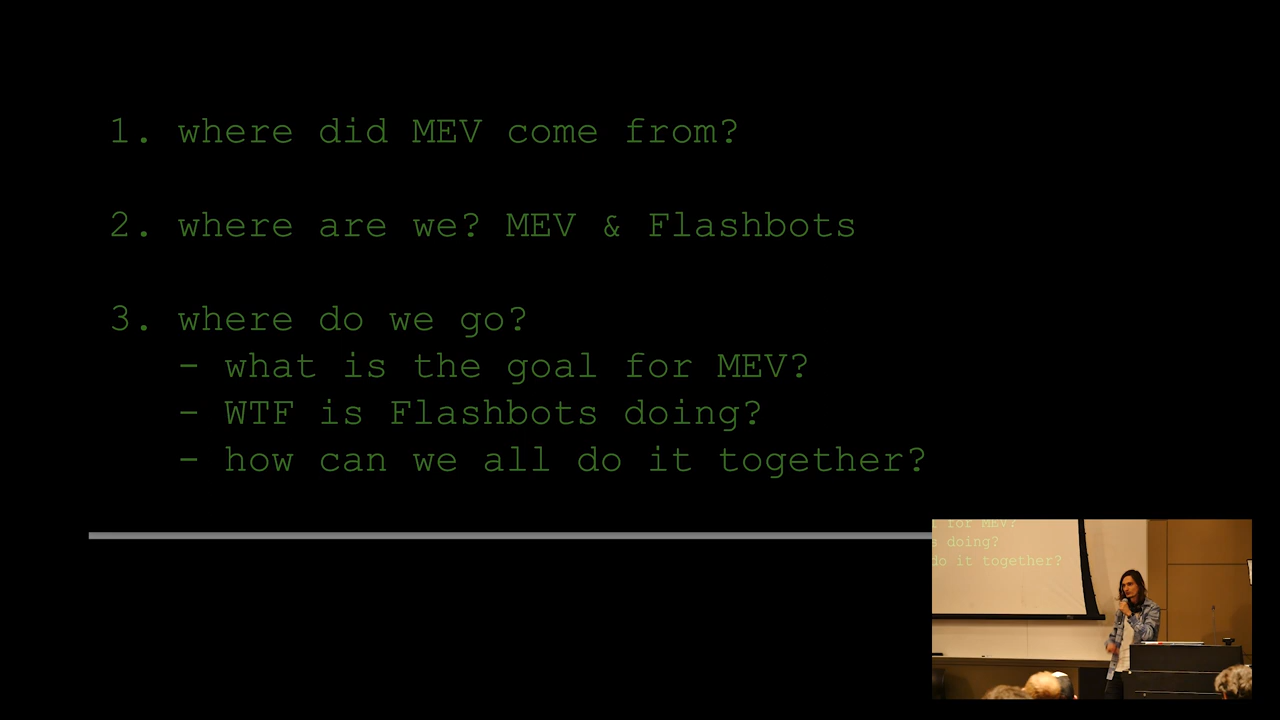 1. where did MEV come from?
2. where are we? MEV & Flashbots
3. where do we go?
- what is the goal for MEV?
- WTF is Flashbots doing?
- how can we all do it together?
for MEV?
s doing?
do it together?